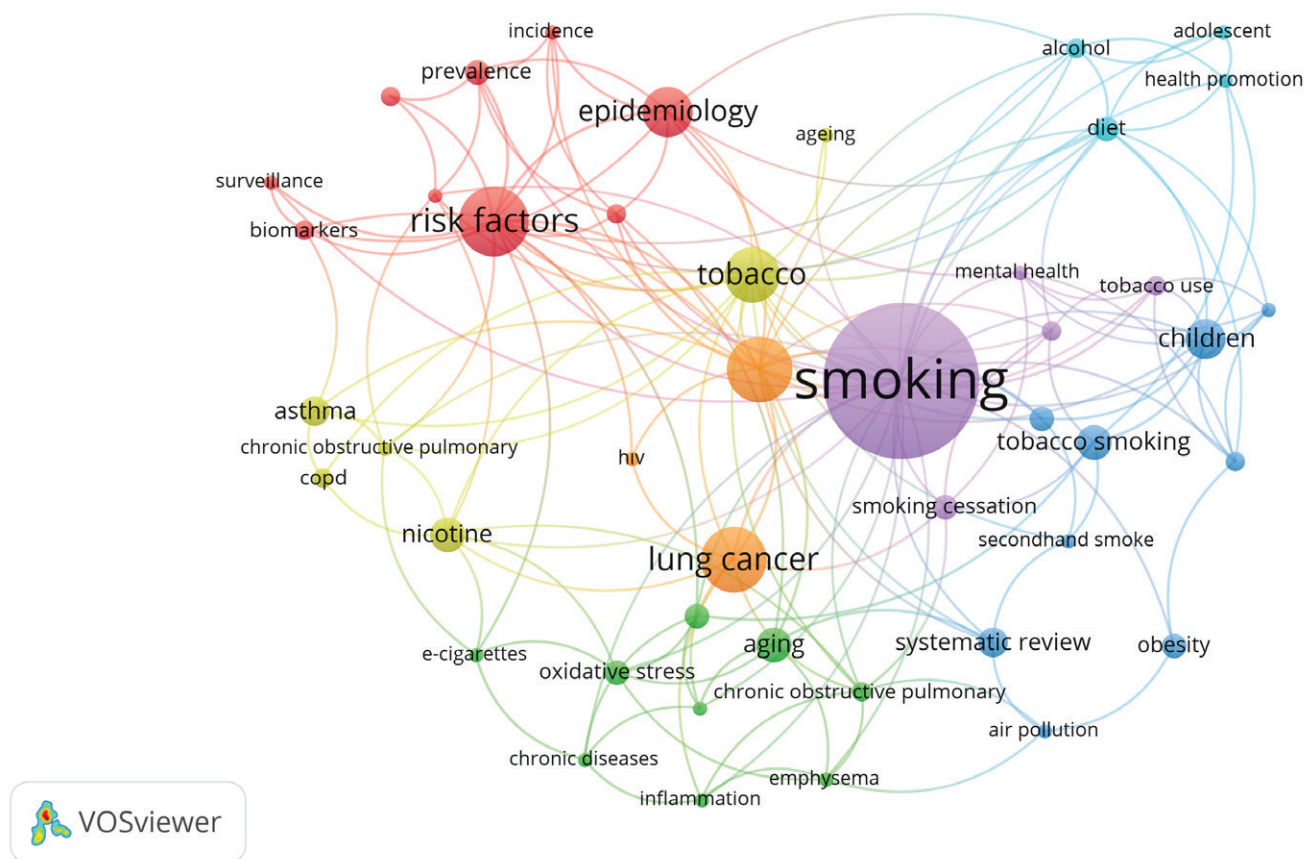 incidence
adolescent
alcohol
prevalence
health promotion
epidemiology
diet
ageing
surveillance
risk factors
biomarkers
tobacco
mental health
tobacco use
children
smoking
asthma
chronic obstructive pulmonary
tobacco smoking
hiv
copd
smoking cessation
nicotine
secondhand smoke
lung cancer
aging
systematic review
obesity
e-cigarettes
oxidative stress
chronic obstructive pulmonary
air pollution
chronic diseases
emphysema
inflammation
VOSviewer